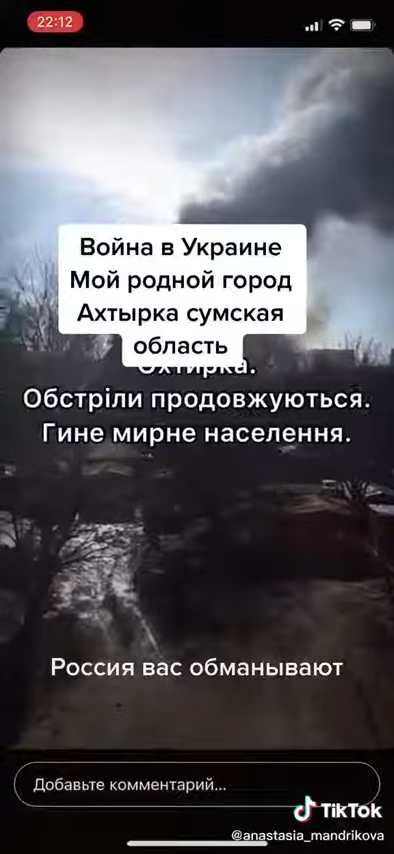 22:12
Война в Украине
Мой родной город
Ахтырка сумская
область
Охтирка.
Обстріли продовжуються.
Гине мирне населення.
Россия вас обманывают
Добавьте комментарий...
TikTok
@anastasia_mandrikova